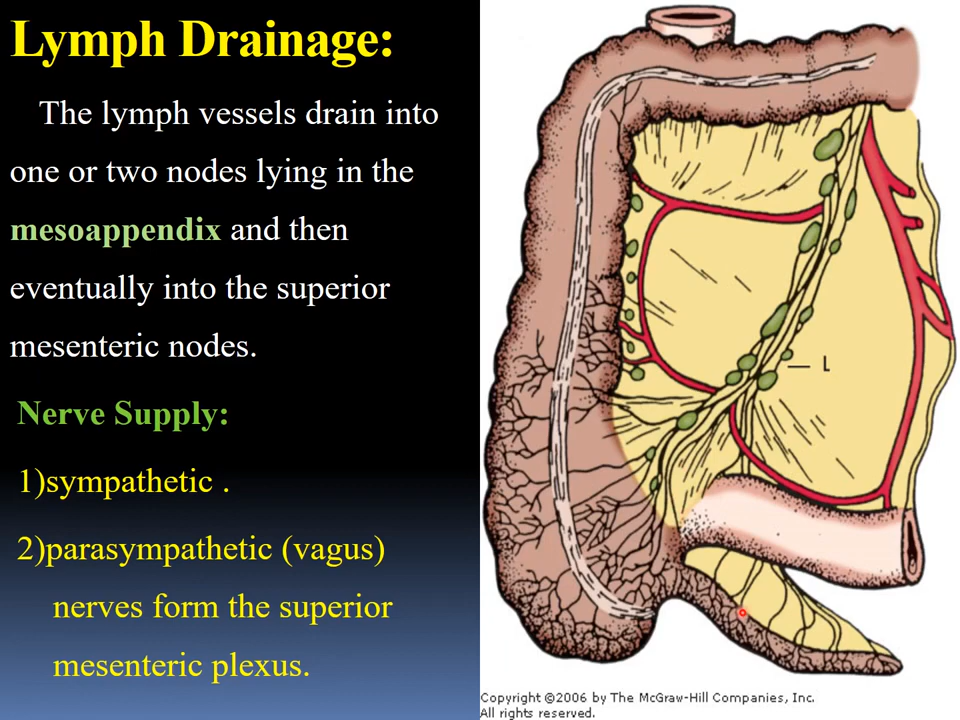 Lymph Drainage:
The lymph vessels drain into
one or two nodes lying in the
mesoappendix and then
eventually into the superior
mesenteric nodes.
Nerve Supply:
1)sympathetic .
2)parasympathetic (vagus)
nerves form the superior
mesenteric plexus.
L
Copyright ©2006 by The McGraw-Hill Companies, Inc.
All rights reserved.